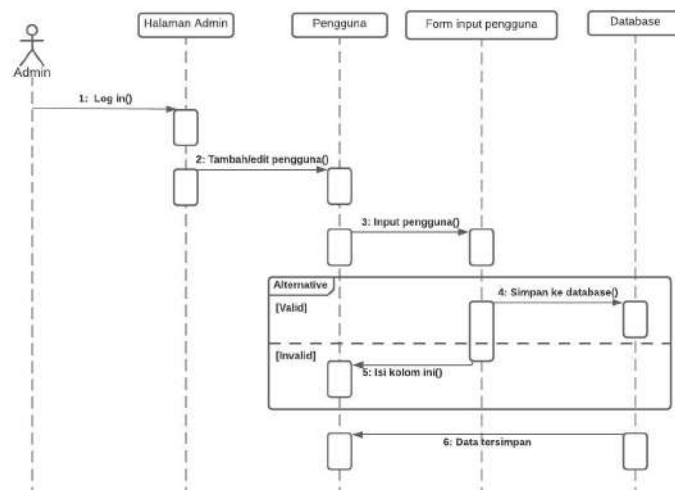 Halaman Admin
Pengguna
Form input pengguna
Database
Admin
1: Log in()
2: Tambah/edit pengguna()
3: Input pengguna()
Alternative
4: Simpan ke database()
[Valid]
[Invalid]
5: Isi kolom ini()
6: Data tersimpan